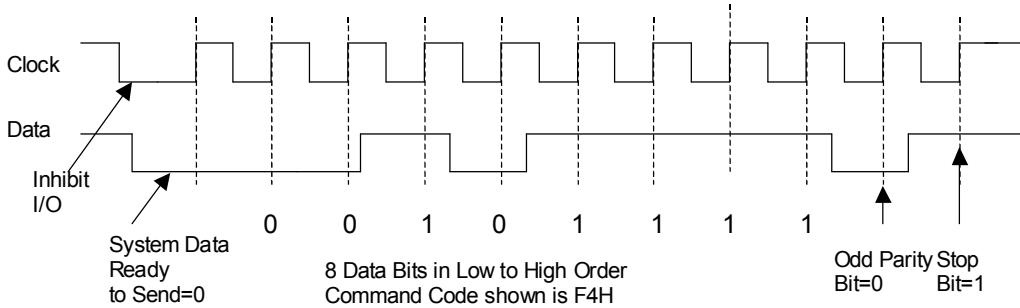 Clock
Data
Inhibit
I/O
0 0 1 0 1 1 1 1
System Data
Ready
to Send=0
8 Data Bits in Low to High Order
Command Code shown is F4H
Odd Parity
Bit=0
Stop
Bit=1